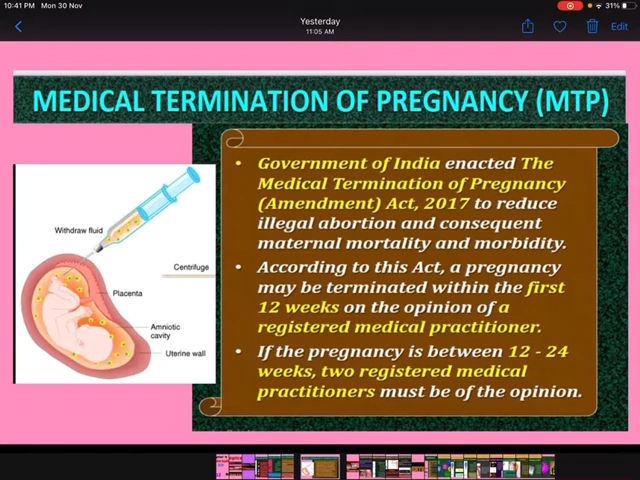 10:41 PM Mon 30 Nov
31%
Yesterday
11:05 AM
Edit
MEDICAL TERMINATION OF PREGNANCY (MTP)
Withdraw fluid
Centrifuge
Placenta
Amniotic
cavity
Uterine wall
• Government of India enacted The
Medical Termination of Pregnancy
(Amendment) Act, 2017 to reduce
illegal abortion and consequent
maternal mortality and morbidity.
• According to this Act, a pregnancy
may be terminated within the first
12 weeks on the opinion of a
registered medical practitioner.
• If the pregnancy is between 12 - 24
weeks, two registered medical
practitioners must be of the opinion.